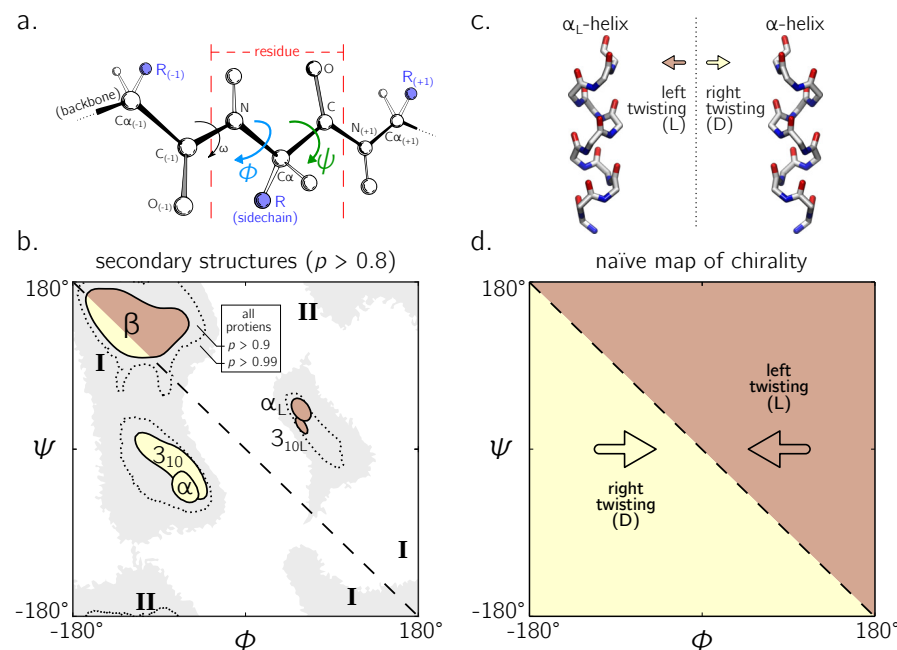 a.
residue
R(-1)
(backbone)
Cα(-1)
N
O
C
R(+1)
N(+1)
Cα(+1)
C(-1)
ω
Φ
Cα
ψ
O(-1)
R
(sidechain)
c.
αL-helix
α-helix
left
twisting
(L)
right
twisting
(D)
b.
secondary structures (p > 0.8)
180°
β
I
all
protiens
p > 0.9
p > 0.99
II
αL
310L
310
α
ψ
I
I
II
-180°
-180°
Φ
180°
d.
naïve map of chirality
180°
left
twisting
(L)
ψ
right
twisting
(D)
-180°
-180°
Φ
180°